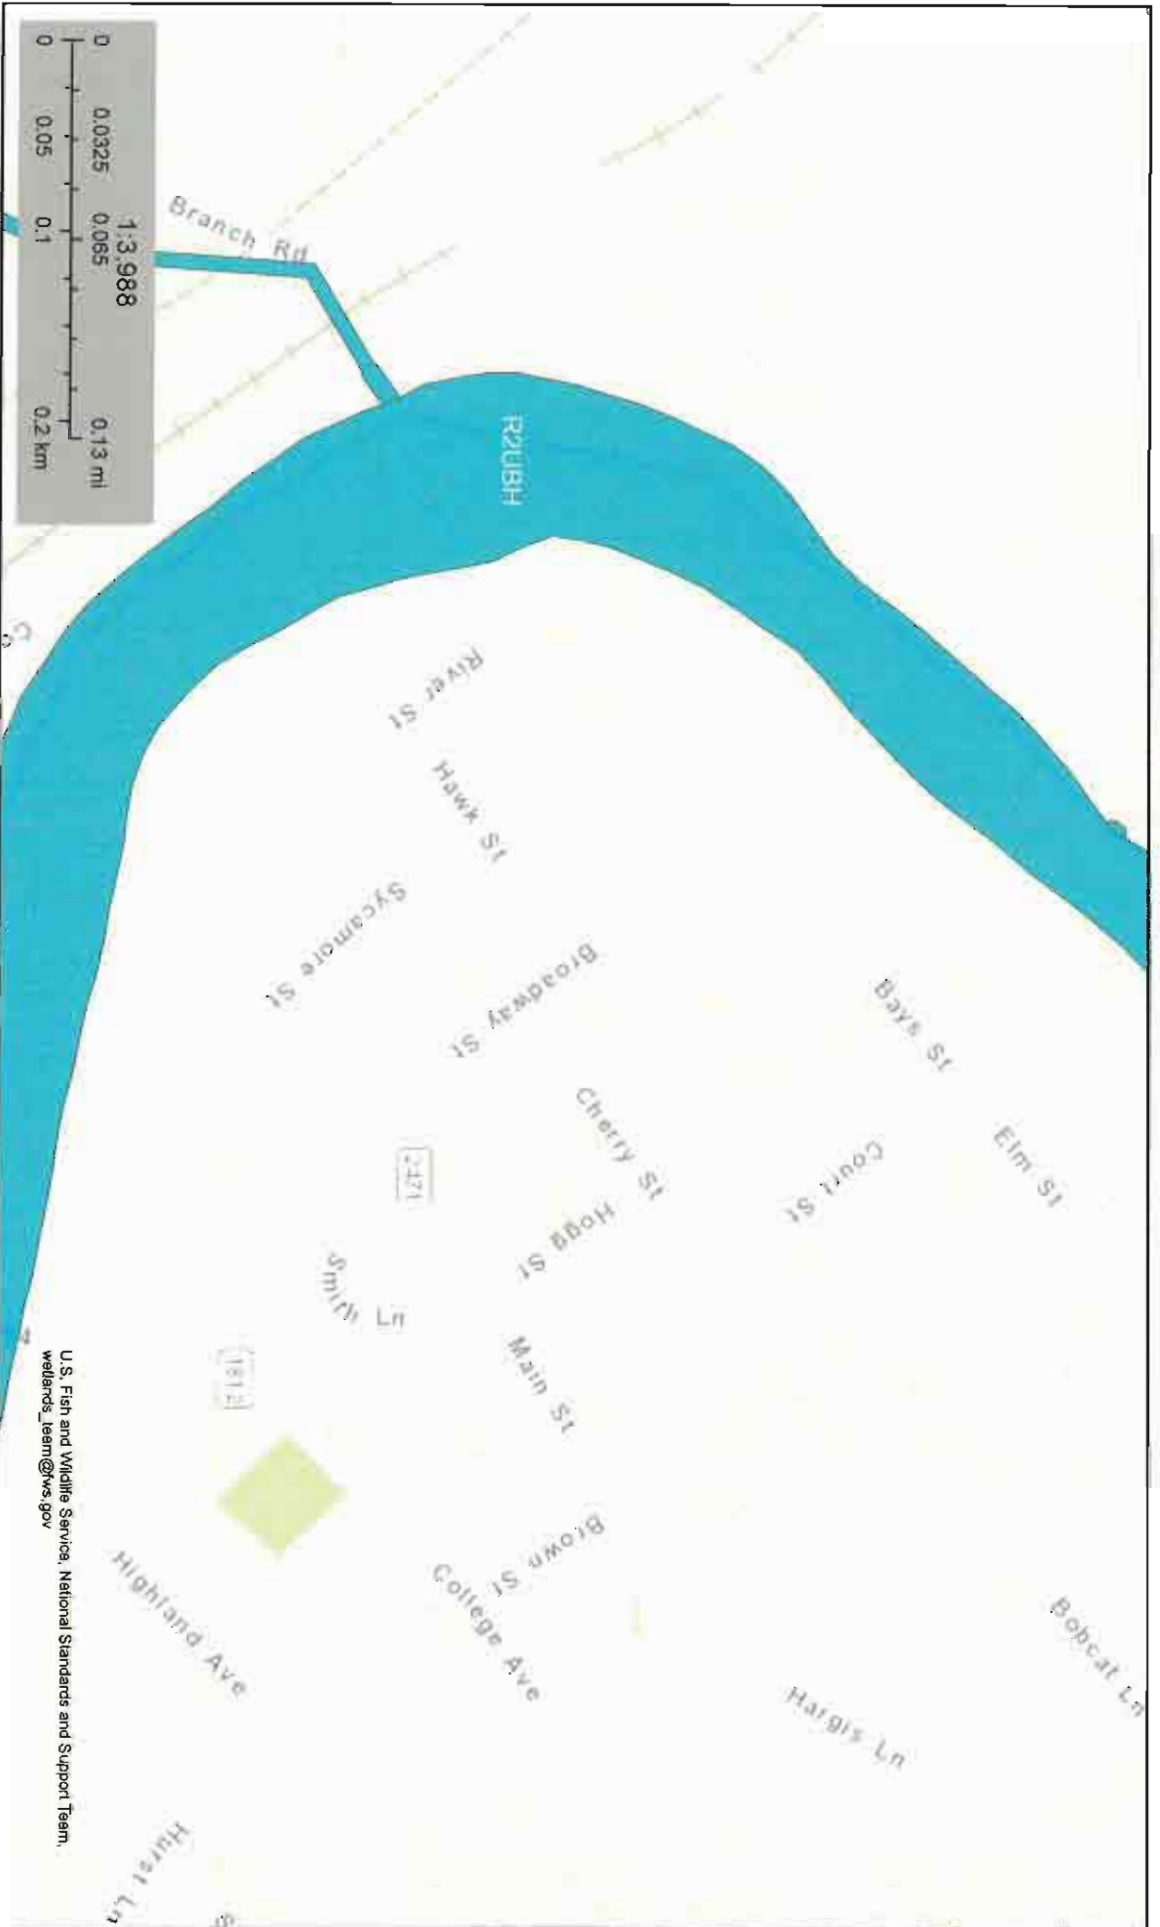 1:3,988
0 0.0325 0.065 0.13 mi
0 0.05 0.1 0.2 km
Branch Rd
R2UBH
River St
Hawk St
Sycamore St
Broadway St
Bays St
Elm St
Cherry St
Court St
2471
Hogg St
Smith Ln
Main St
1812
Brown St
College Ave
Highland Ave
Bobcat Ln
Hargis Ln
Hurst Ln
U.S. Fish and Wildlife Service, National Standards and Support Team,
wetlands_team@fws.gov